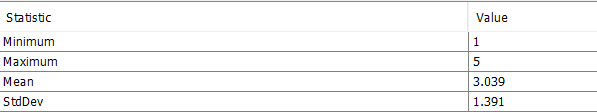 Statistic Value
Minimum 1
Maximum 5
Mean 3.039
StdDev 1.391